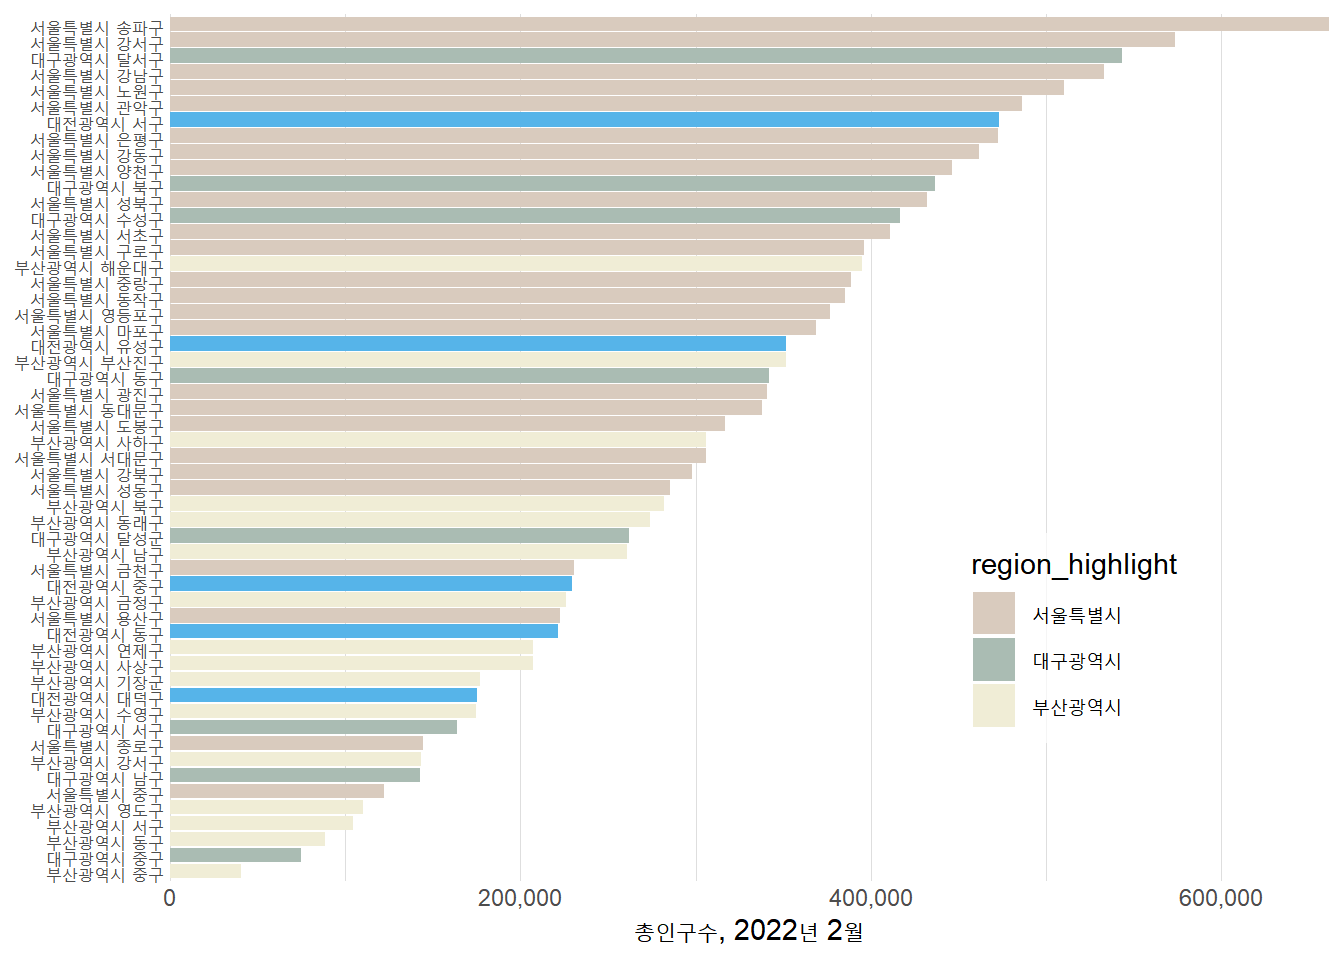 서울특별시 송파구
서울특별시 강서구
대구광역시 달서구
서울특별시 강남구
서울특별시 노원구
서울특별시 관악구
대전광역시 서구
서울특별시 은평구
서울특별시 강동구
서울특별시 양천구
대구광역시 북구
서울특별시 성북구
대구광역시 수성구
서울특별시 서초구
서울특별시 구로구
부산광역시 해운대구
서울특별시 중랑구
서울특별시 동작구
서울특별시 영등포구
서울특별시 마포구
대전광역시 유성구
부산광역시 부산진구
대구광역시 동구
서울특별시 광진구
서울특별시 동대문구
서울특별시 도봉구
부산광역시 사하구
서울특별시 서대문구
서울특별시 강북구
서울특별시 성동구
부산광역시 북구
부산광역시 동래구
대구광역시 달성군
부산광역시 남구
서울특별시 금천구
대전광역시 중구
부산광역시 금정구
서울특별시 용산구
대전광역시 동구
부산광역시 연제구
부산광역시 사상구
부산광역시 기장군
대전광역시 대덕구
부산광역시 수영구
대구광역시 서구
서울특별시 종로구
부산광역시 강서구
대구광역시 남구
서울특별시 중구
부산광역시 영도구
부산광역시 서구
부산광역시 동구
대구광역시 중구
부산광역시 중구
region_highlight
서울특별시
대구광역시
부산광역시
0 200,000 400,000 600,000
총인구수, 2022년 2월